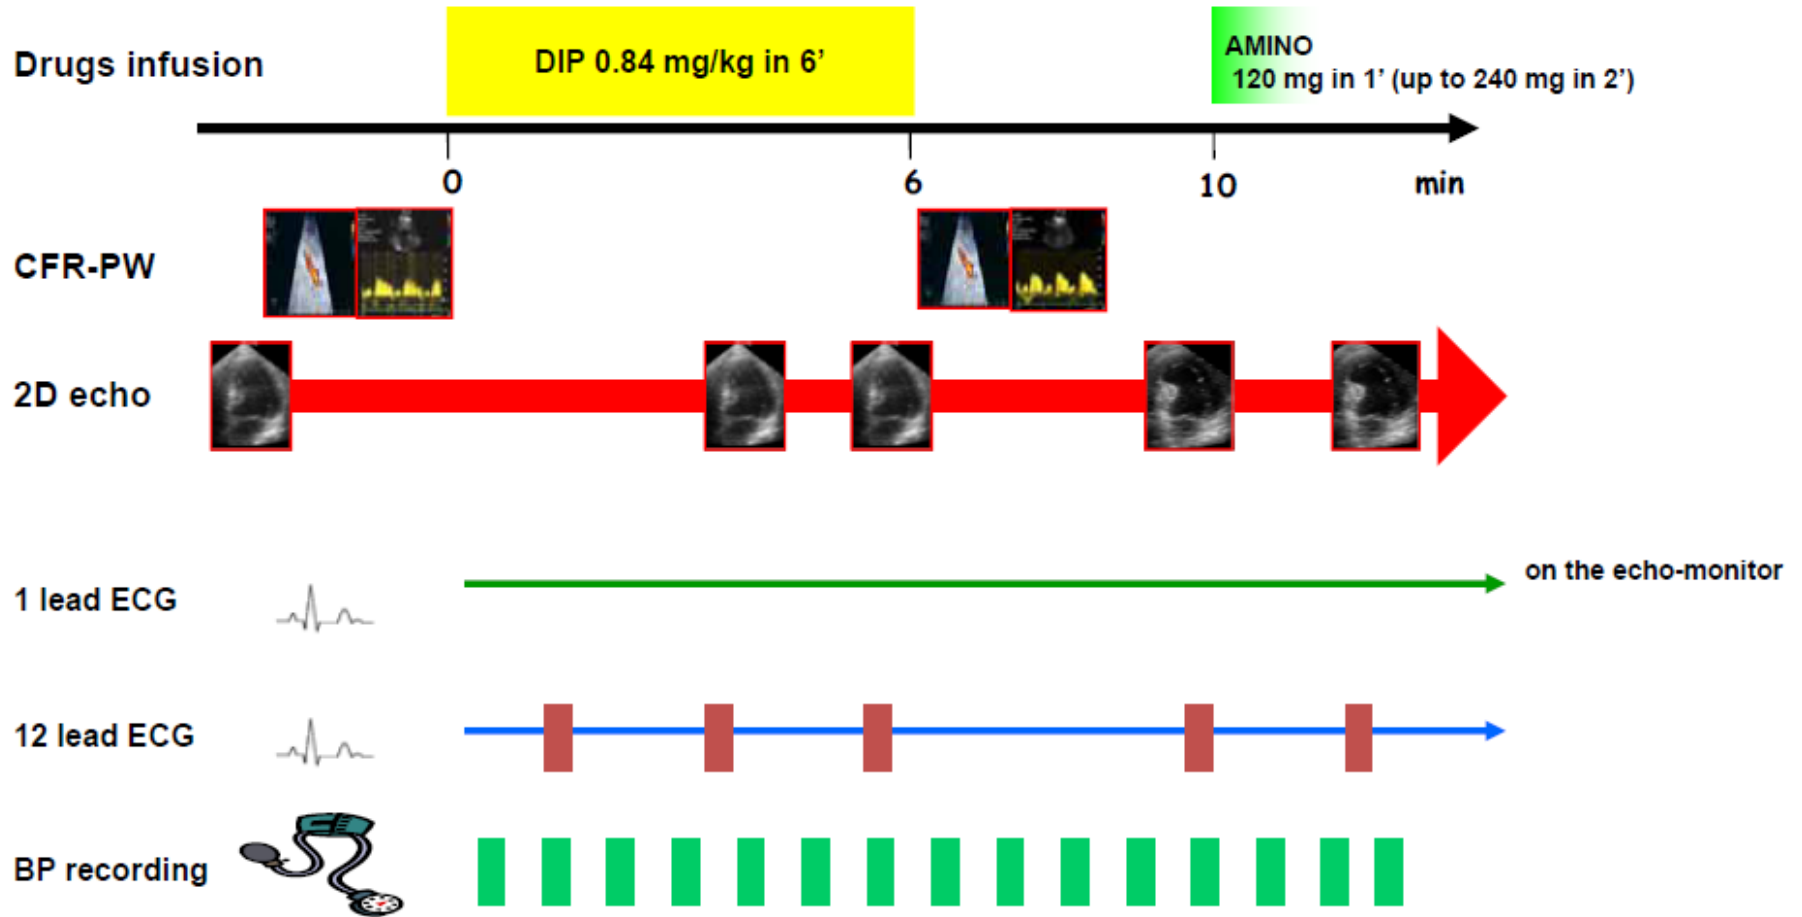 Drugs infusion
DIP 0.84 mg/kg in 6’
AMINO
120 mg in 1’ (up to 240 mg in 2’)
0
6
10
min
CFR-PW
2D echo
1 lead ECG
on the echo-monitor
12 lead ECG
BP recording